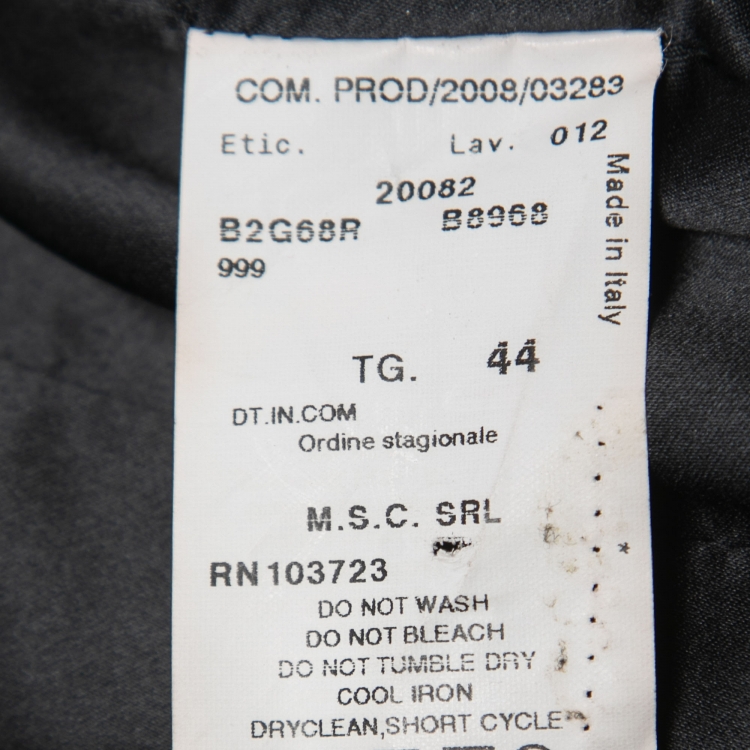 COM. PROD/2008/03283
Etic. Lav. 012
20082
B2G68R B8968
999
Made in Italy
TG. 44
DT.IN.COM
Ordine stagionale
M.S.C. SRL
RN103723
*
DO NOT WASH
DO NOT BLEACH
DO NOT TUMBLE DRY
COOL IRON
DRYCLEAN,SHORT CYCLE